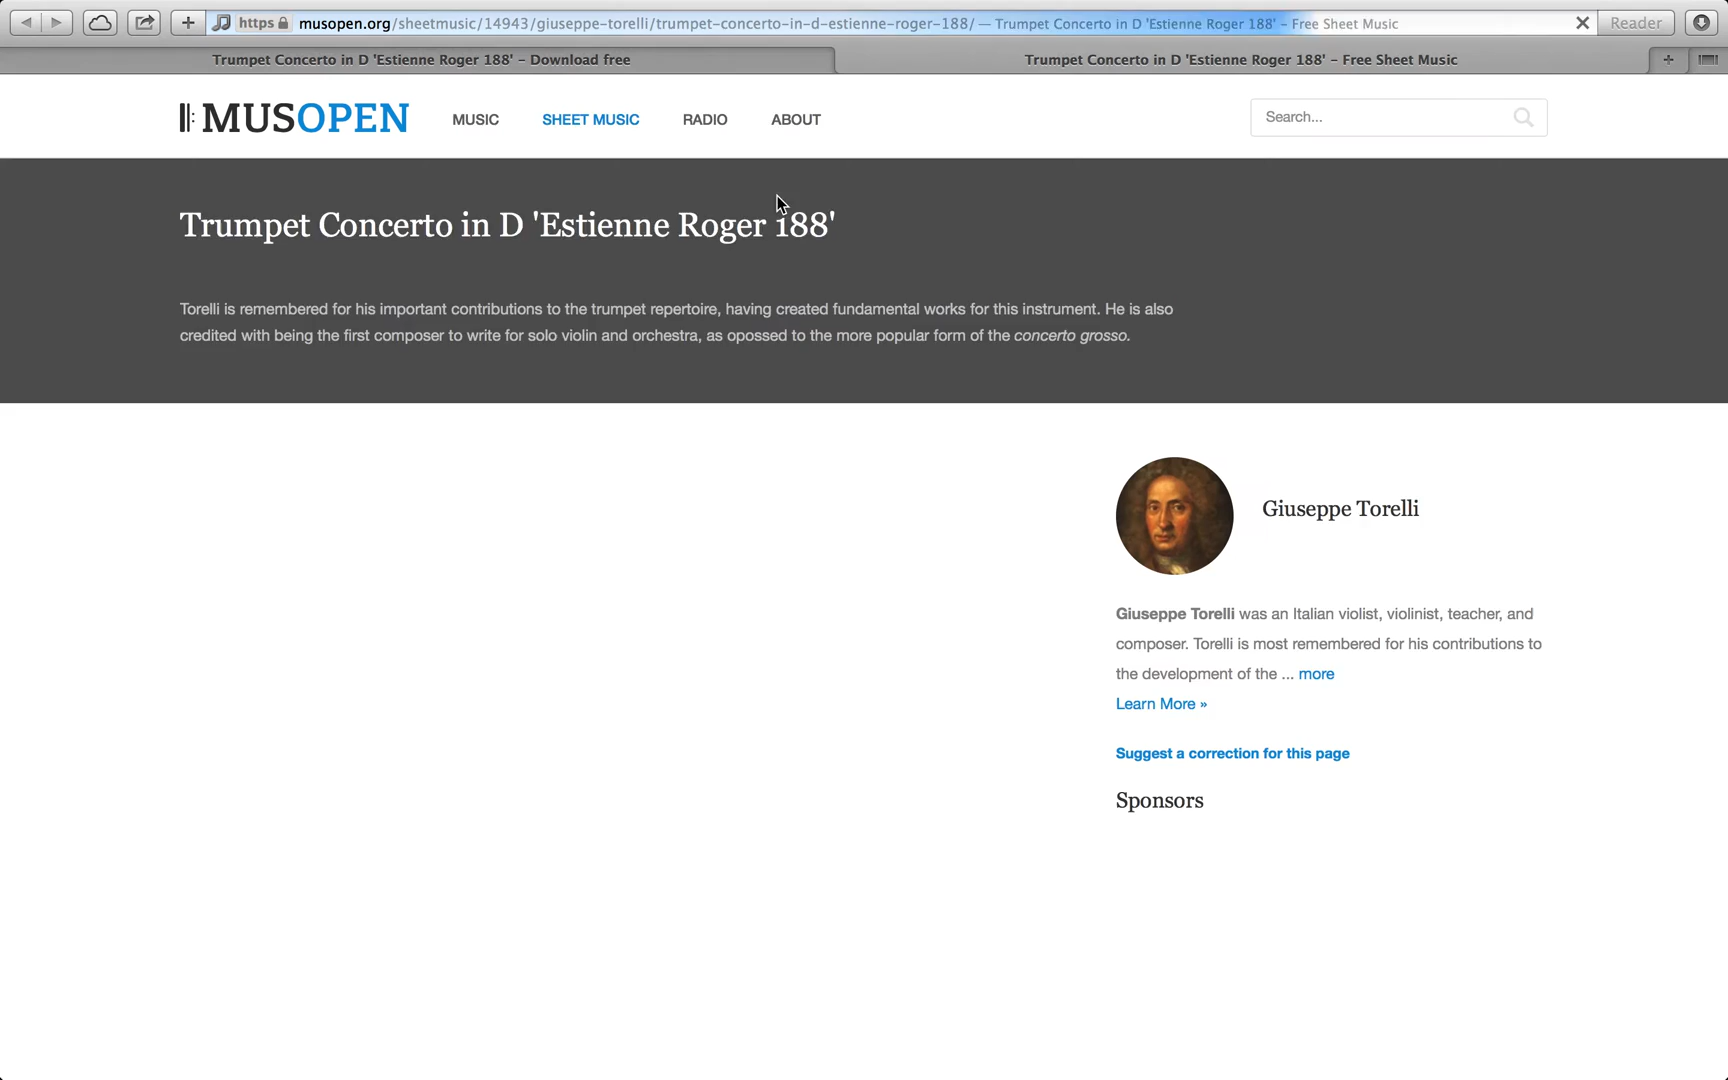 https musopen.org/sheetmusic/14943/giuseppe-torelli/trumpet-concerto-in-d-estienne-roger-188/ — Trumpet Concerto in D 'Estienne Roger 188' – Free Sheet Music
Reader
Trumpet Concerto in D 'Estienne Roger 188' – Download free
Trumpet Concerto in D 'Estienne Roger 188' – Free Sheet Music
MUSOPEN
MUSIC
SHEET MUSIC
RADIO
ABOUT
Search...
Trumpet Concerto in D 'Estienne Roger 188'
Torelli is remembered for his important contributions to the trumpet repertoire, having created fundamental works for this instrument. He is also
credited with being the first composer to write for solo violin and orchestra, as opossed to the more popular form of the concerto grosso.
Giuseppe Torelli
Giuseppe Torelli was an Italian violist, violinist, teacher, and
composer. Torelli is most remembered for his contributions to
the development of the ... more
Learn More »
Suggest a correction for this page
Sponsors